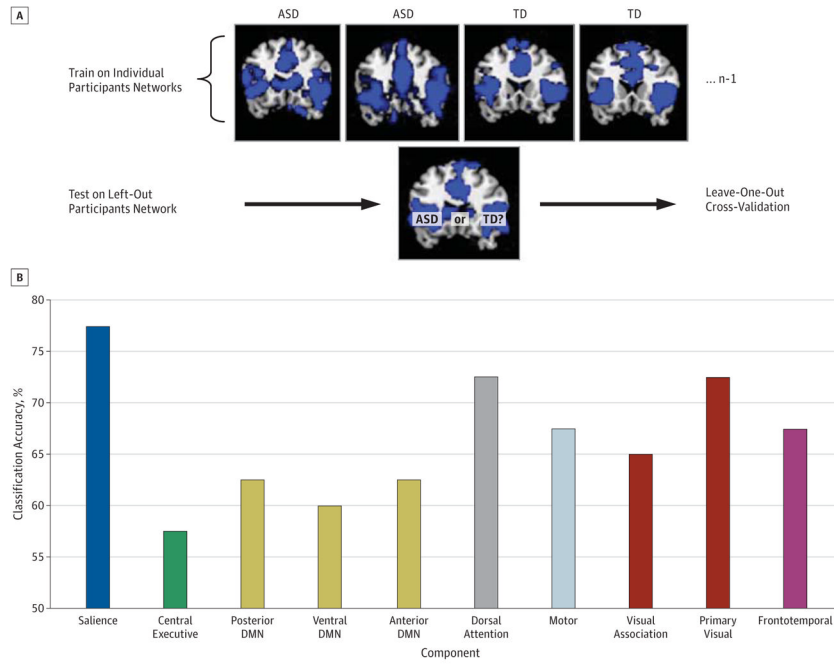 A
ASD ASD TD TD
Train on Individual
Participants Networks
... n-1
Test on Left-Out
Participants Network
ASD or TD?
Leave-One-Out
Cross-Validation
B
Classification Accuracy, %
80
75
70
65
60
55
50
Salience
Central
Executive
Posterior
DMN
Ventral
DMN
Anterior
DMN
Dorsal
Attention
Motor
Visual
Association
Primary
Visual
Frontotemporal
Component